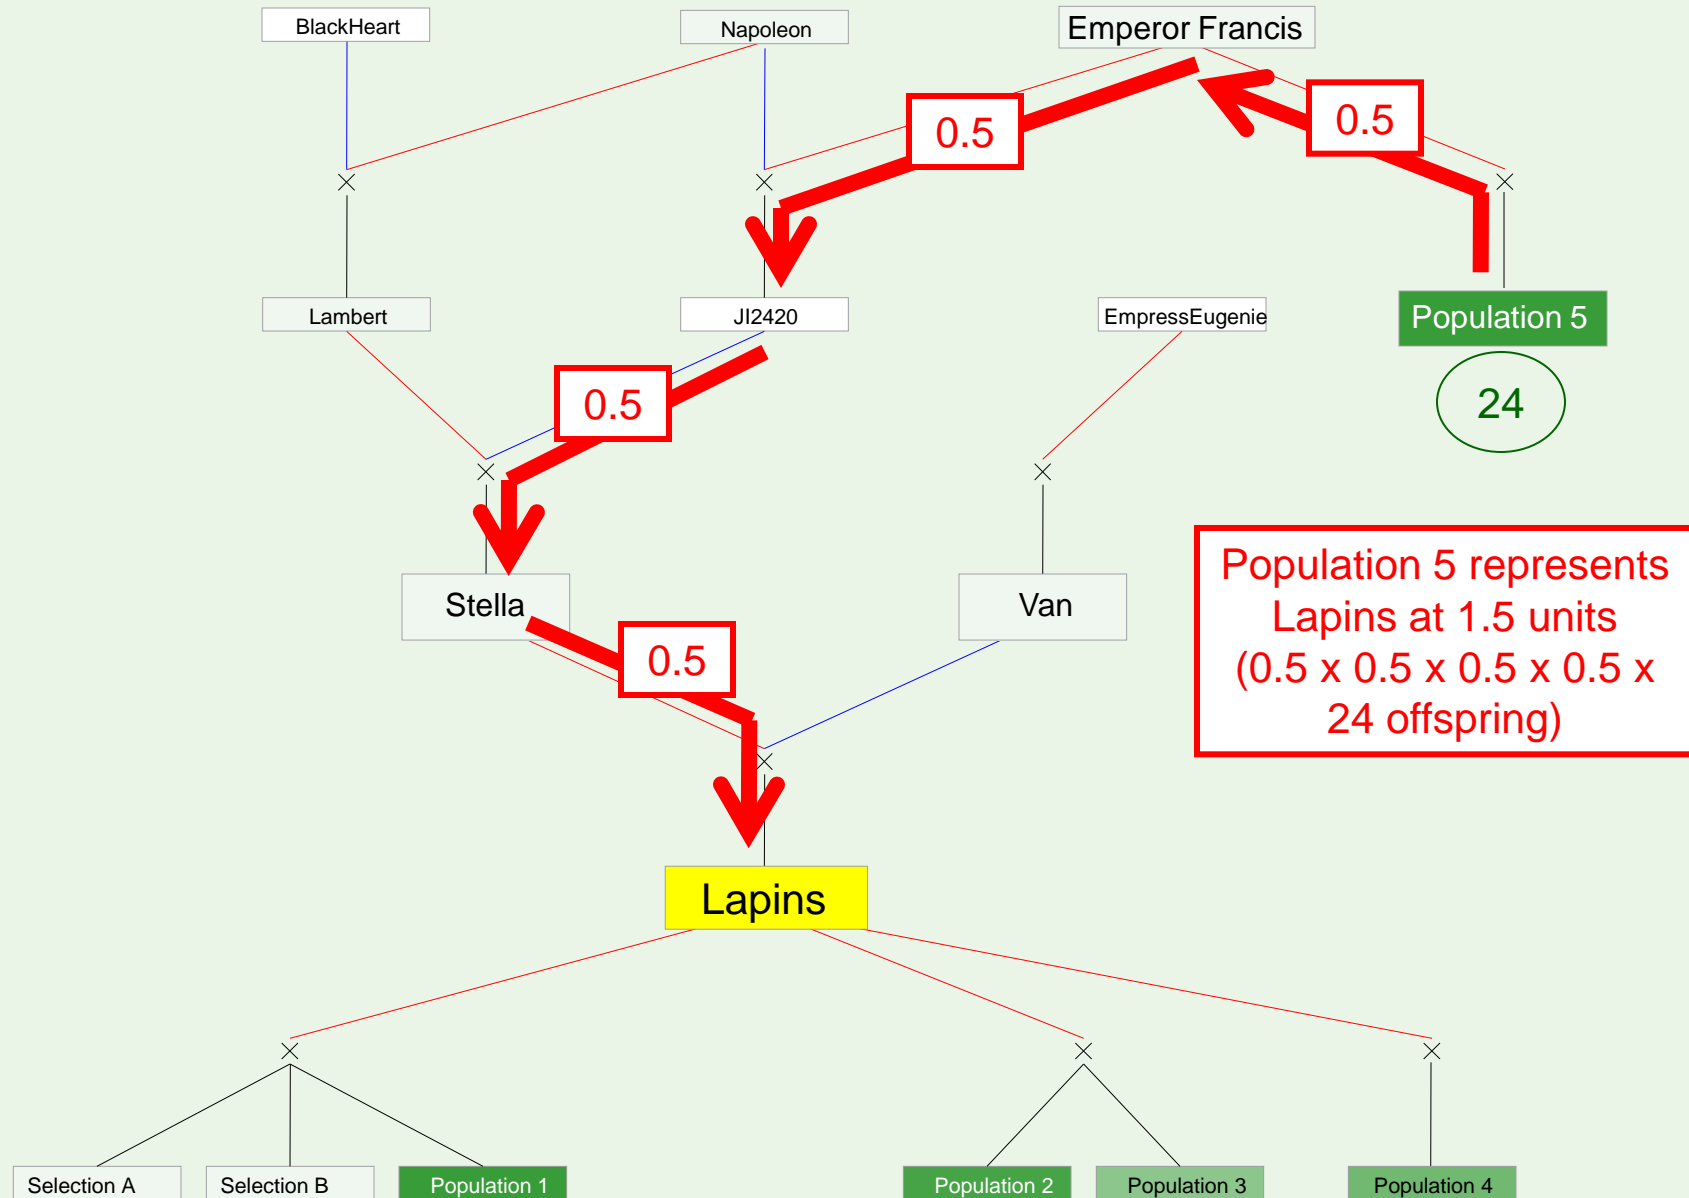 BlackHeart
Napoleon
Emperor Francis
0.5
0.5
Lambert
JI2420
EmpressEugenie
Population 5
0.5
24
Stella
Van
0.5
Population 5 represents
Lapins at 1.5 units
(0.5 x 0.5 x 0.5 x 0.5 x
24 offspring)
Lapins
Selection A
Selection B
Population 1
Population 2
Population 3
Population 4